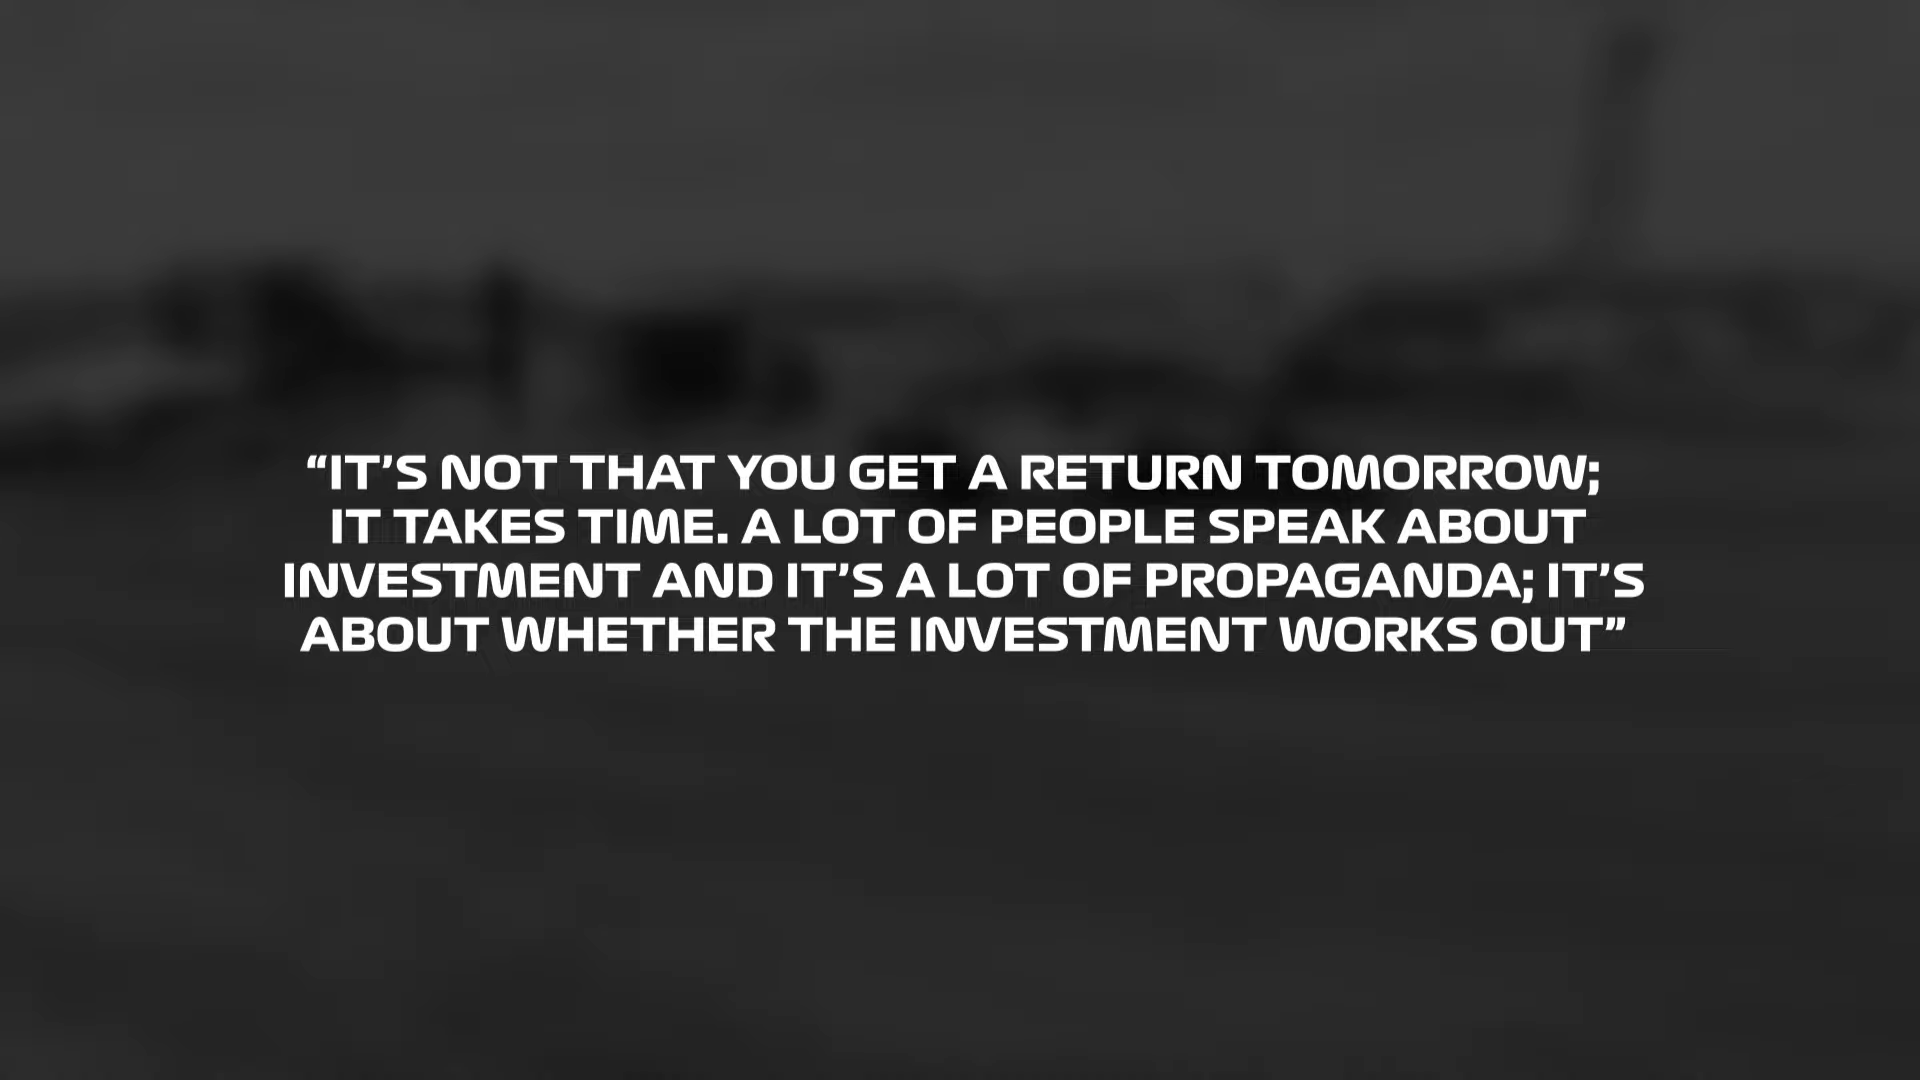 “IT’S NOT THAT YOU GET A RETURN TOMORROW;
IT TAKES TIME. A LOT OF PEOPLE SPEAK ABOUT
INVESTMENT AND IT’S A LOT OF PROPAGANDA; IT’S
ABOUT WHETHER THE INVESTMENT WORKS OUT”